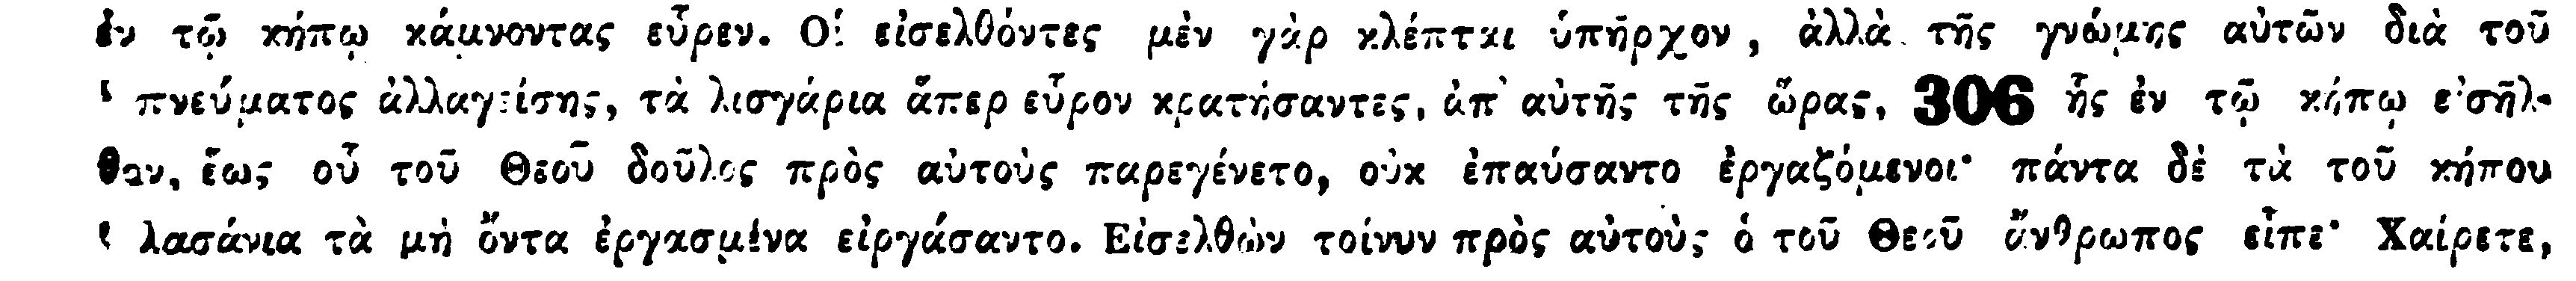 ἐν τῷ κήπῳ κάμνοντας εὗρεν. Οἱ εἰσελθόντες μὲν γὰρ κλέπται ὑπῆρχον, ἀλλὰ τῆς γνώμης αὐτῶν διὰ τοῦ
πνεύματος ἀλλαγείσης, τὰ λισγάρια ἅπερ εὗρον κρατήσαντες, ἀπ' αὐτῆς τῆς ὥρας, 306 ἧς ἐν τῷ κήπῳ εἰσῆλ-
θον, ἕως οὗ τοῦ Θεοῦ δοῦλος πρὸς αὐτοὺς παρεγένετο, οὐκ ἐπαύσαντο ἐργαζόμενοι· πάντα δὲ τὰ τοῦ κήπου
λασάνια τὰ μὴ ὄντα ἐργασμένα εἰργάσαντο. Εἰσελθὼν τοίνυν πρὸς αὐτοὺς ὁ τοῦ Θεοῦ ἄνθρωπος εἶπε· Χαίρετε,